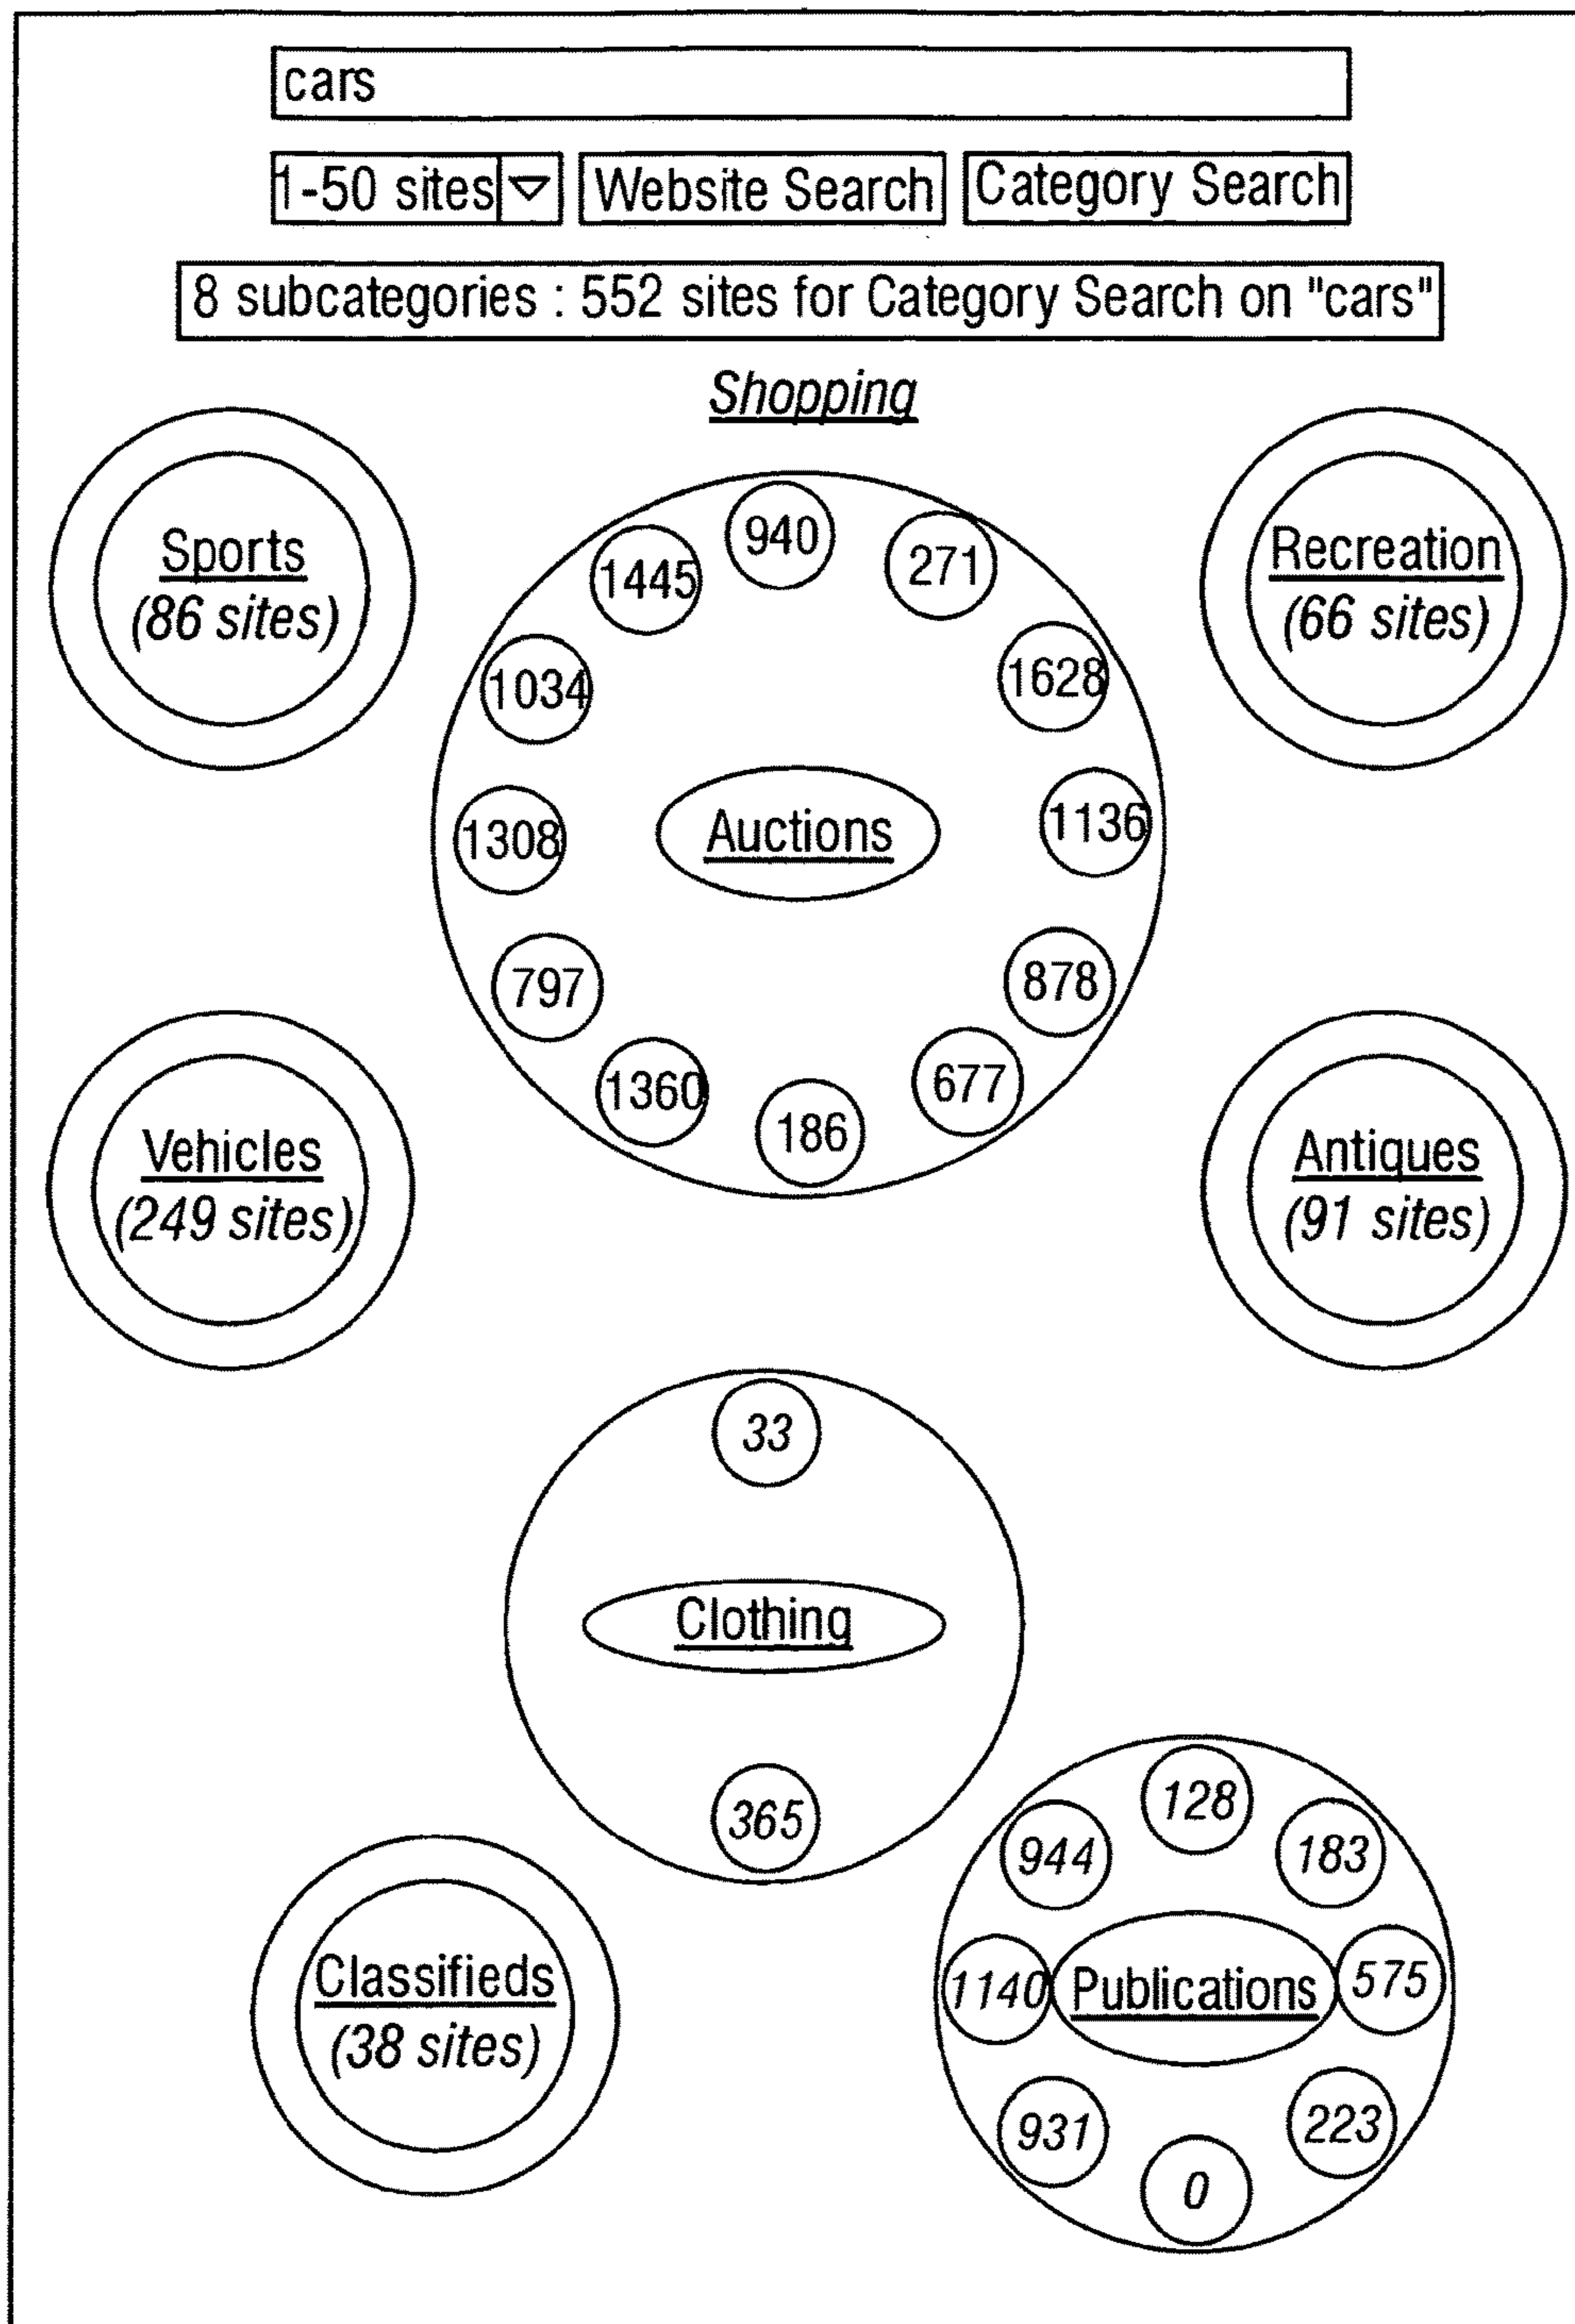 cars
1-50 sites
Website Search
Category Search
8 subcategories : 552 sites for Category Search on "cars"
Shopping
Sports
(86 sites)
940
271
1445
1628
1034
1136
1308
Auctions
878
797
677
1360
186
Recreation
(66 sites)
Vehicles
(249 sites)
Antiques
(91 sites)
33
Clothing
365
Classifieds
(38 sites)
128
944
183
1140
Publications
575
931
223
0